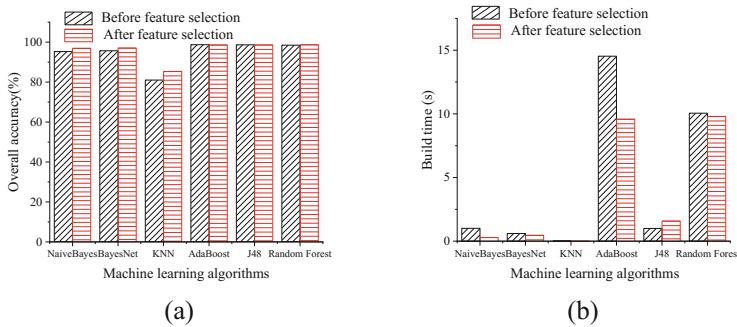 Before feature selection
After feature selection
100
80
60
40
20
0
Overall accuracy(%)
NaiveBayes BayesNet KNN AdaBoost J48 Random Forest
Machine learning algorithms
(a)
Before feature selection
After feature selection
15
10
5
0
Build time (s)
NaiveBayes BayesNet KNN AdaBoost J48 Random Forest
Machine learning algorithms
(b)